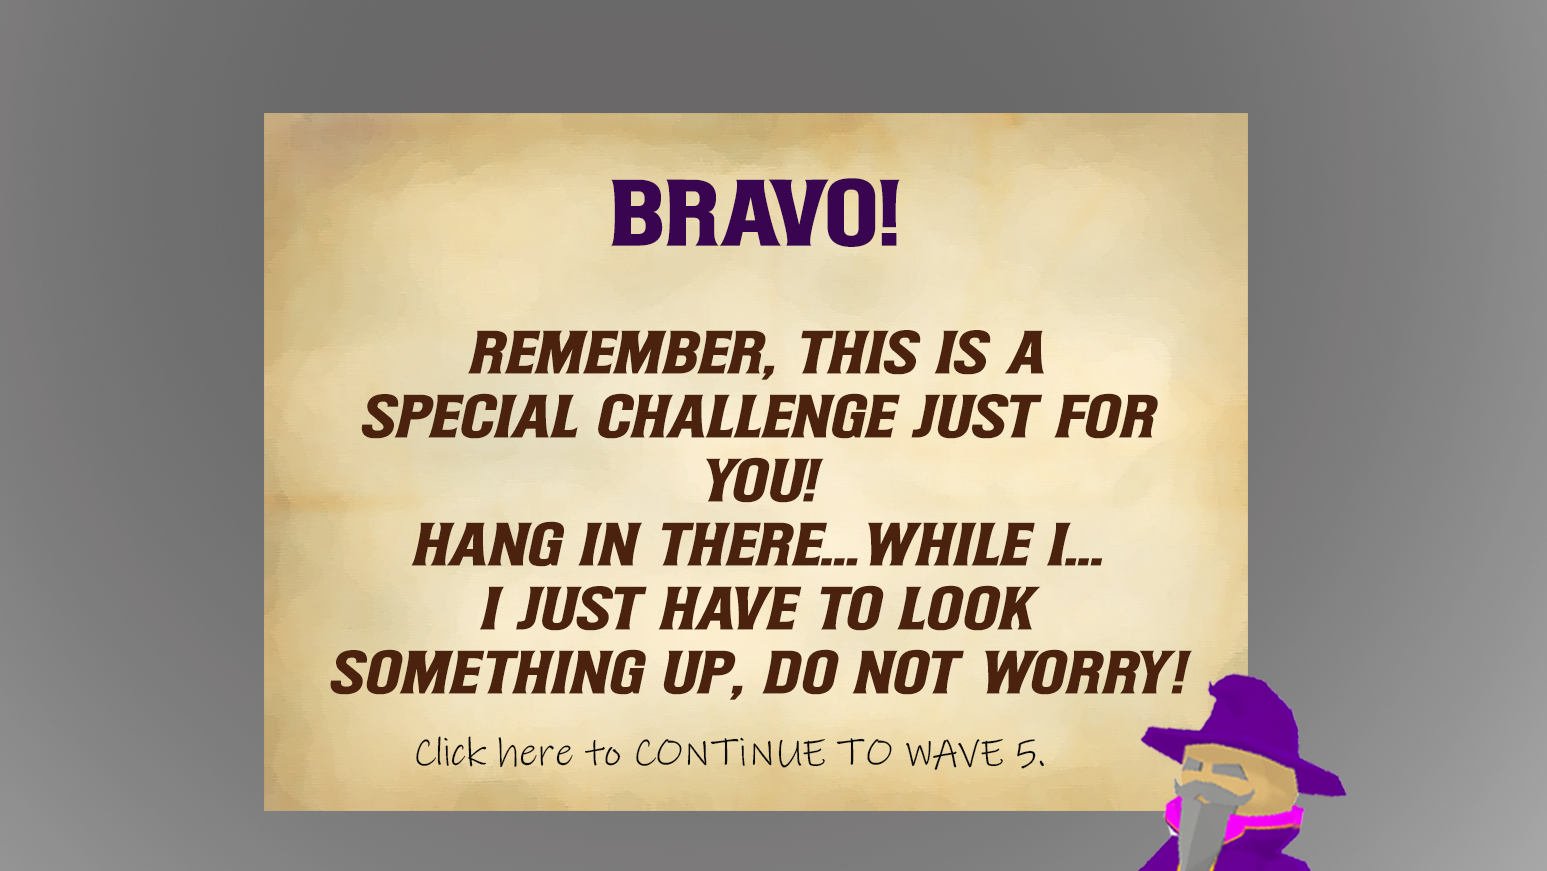 BRAVO!
REMEMBER, THIS IS A
SPECIAL CHALLENGE JUST FOR
YOU!
HANG IN THERE...WHILE I...
I JUST HAVE TO LOOK
SOMETHING UP, DO NOT WORRY!
Click here to CONTiNUE TO WAVE 5.